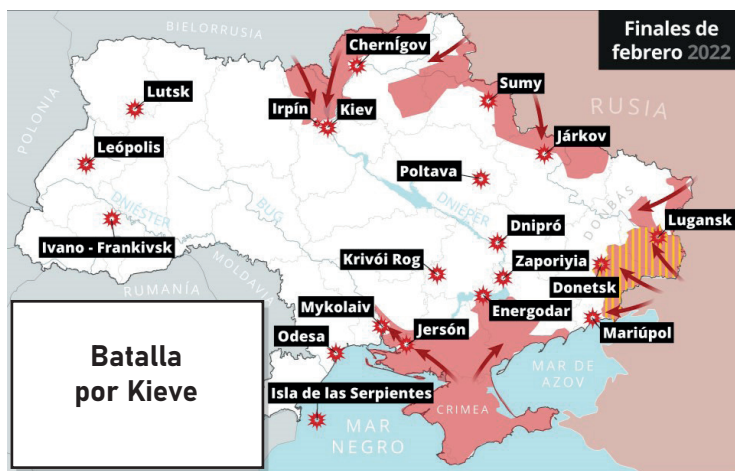 BIELORRUSIA
Finales de
febrero 2022
Chernígov
Lutsk
Sumy
RUSIA
POLONIA
Irpín
Kiev
Járkov
Leópolis
Poltava
DNIÉSTER
BUG
DNIÉPER
DONBÁS
Lugansk
Ivano - Frankivsk
Dnipró
Krivói Rog
Zaporiyia
MOLDAVIA
RUMANÍA
Donetsk
Mykolaiv
Energodar
Jersón
Mariúpol
Odesa
Batalla
por Kieve
MAR DE
AZOV
Isla de las Serpientes
CRIMEA
MAR
NEGRO